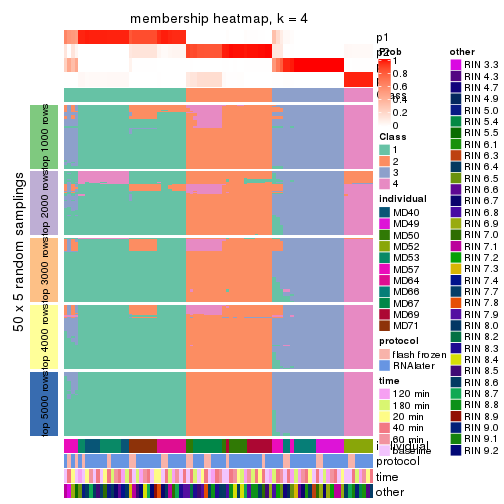 membership heatmap, k = 4
p1
p2
50 x 5 random samplings
top 1000 rows
top 2000 rows
top 3000 rows
top 4000 rows
top 5000 rows
protocol
time
other
Prob
1
0.8
0.6
0.4
0.2
0
Class
1
2
3
4
Individual
MD40
MD49
MD50
MD52
MD53
MD57
MD64
MD66
MD67
MD69
MD71
protocol
flash frozen
RNAlater
time
120 min
180 min
20 min
40 min
60 min
baseline
other
RIN 3.3
RIN 4.3
RIN 4.7
RIN 4.9
RIN 5.0
RIN 5.4
RIN 5.5
RIN 6.1
RIN 6.3
RIN 6.4
RIN 6.5
RIN 6.6
RIN 6.7
RIN 6.8
RIN 6.9
RIN 7.0
RIN 7.1
RIN 7.2
RIN 7.3
RIN 7.4
RIN 7.7
RIN 7.8
RIN 7.9
RIN 8.0
RIN 8.2
RIN 8.3
RIN 8.4
RIN 8.5
RIN 8.6
RIN 8.7
RIN 8.8
RIN 8.9
RIN 9.0
RIN 9.1
RIN 9.2